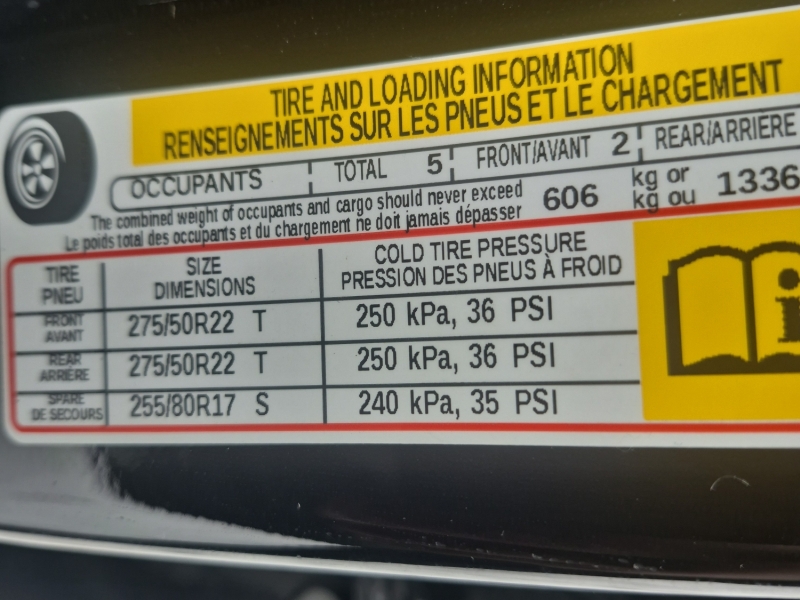 TIRE AND LOADING INFORMATION
RENSEIGNEMENTS SUR LES PNEUS ET LE CHARGEMENT
OCCUPANTS TOTAL 5 FRONT/AVANT 2 REAR/ARRIERE
The combined weight of occupants and cargo should never exceed
Le poids total des occupants et du chargement ne doit jamais dépasser
606 kg or
kg ou 1336
TIRE
PNEU
SIZE
DIMENSIONS
COLD TIRE PRESSURE
PRESSION DES PNEUS À FROID
FRONT
AVANT
275/50R22 T 250 kPa, 36 PSI
REAR
ARRIÈRE
275/50R22 T 250 kPa, 36 PSI
SPARE
DE SECOURS
255/80R17 S 240 kPa, 35 PSI
i